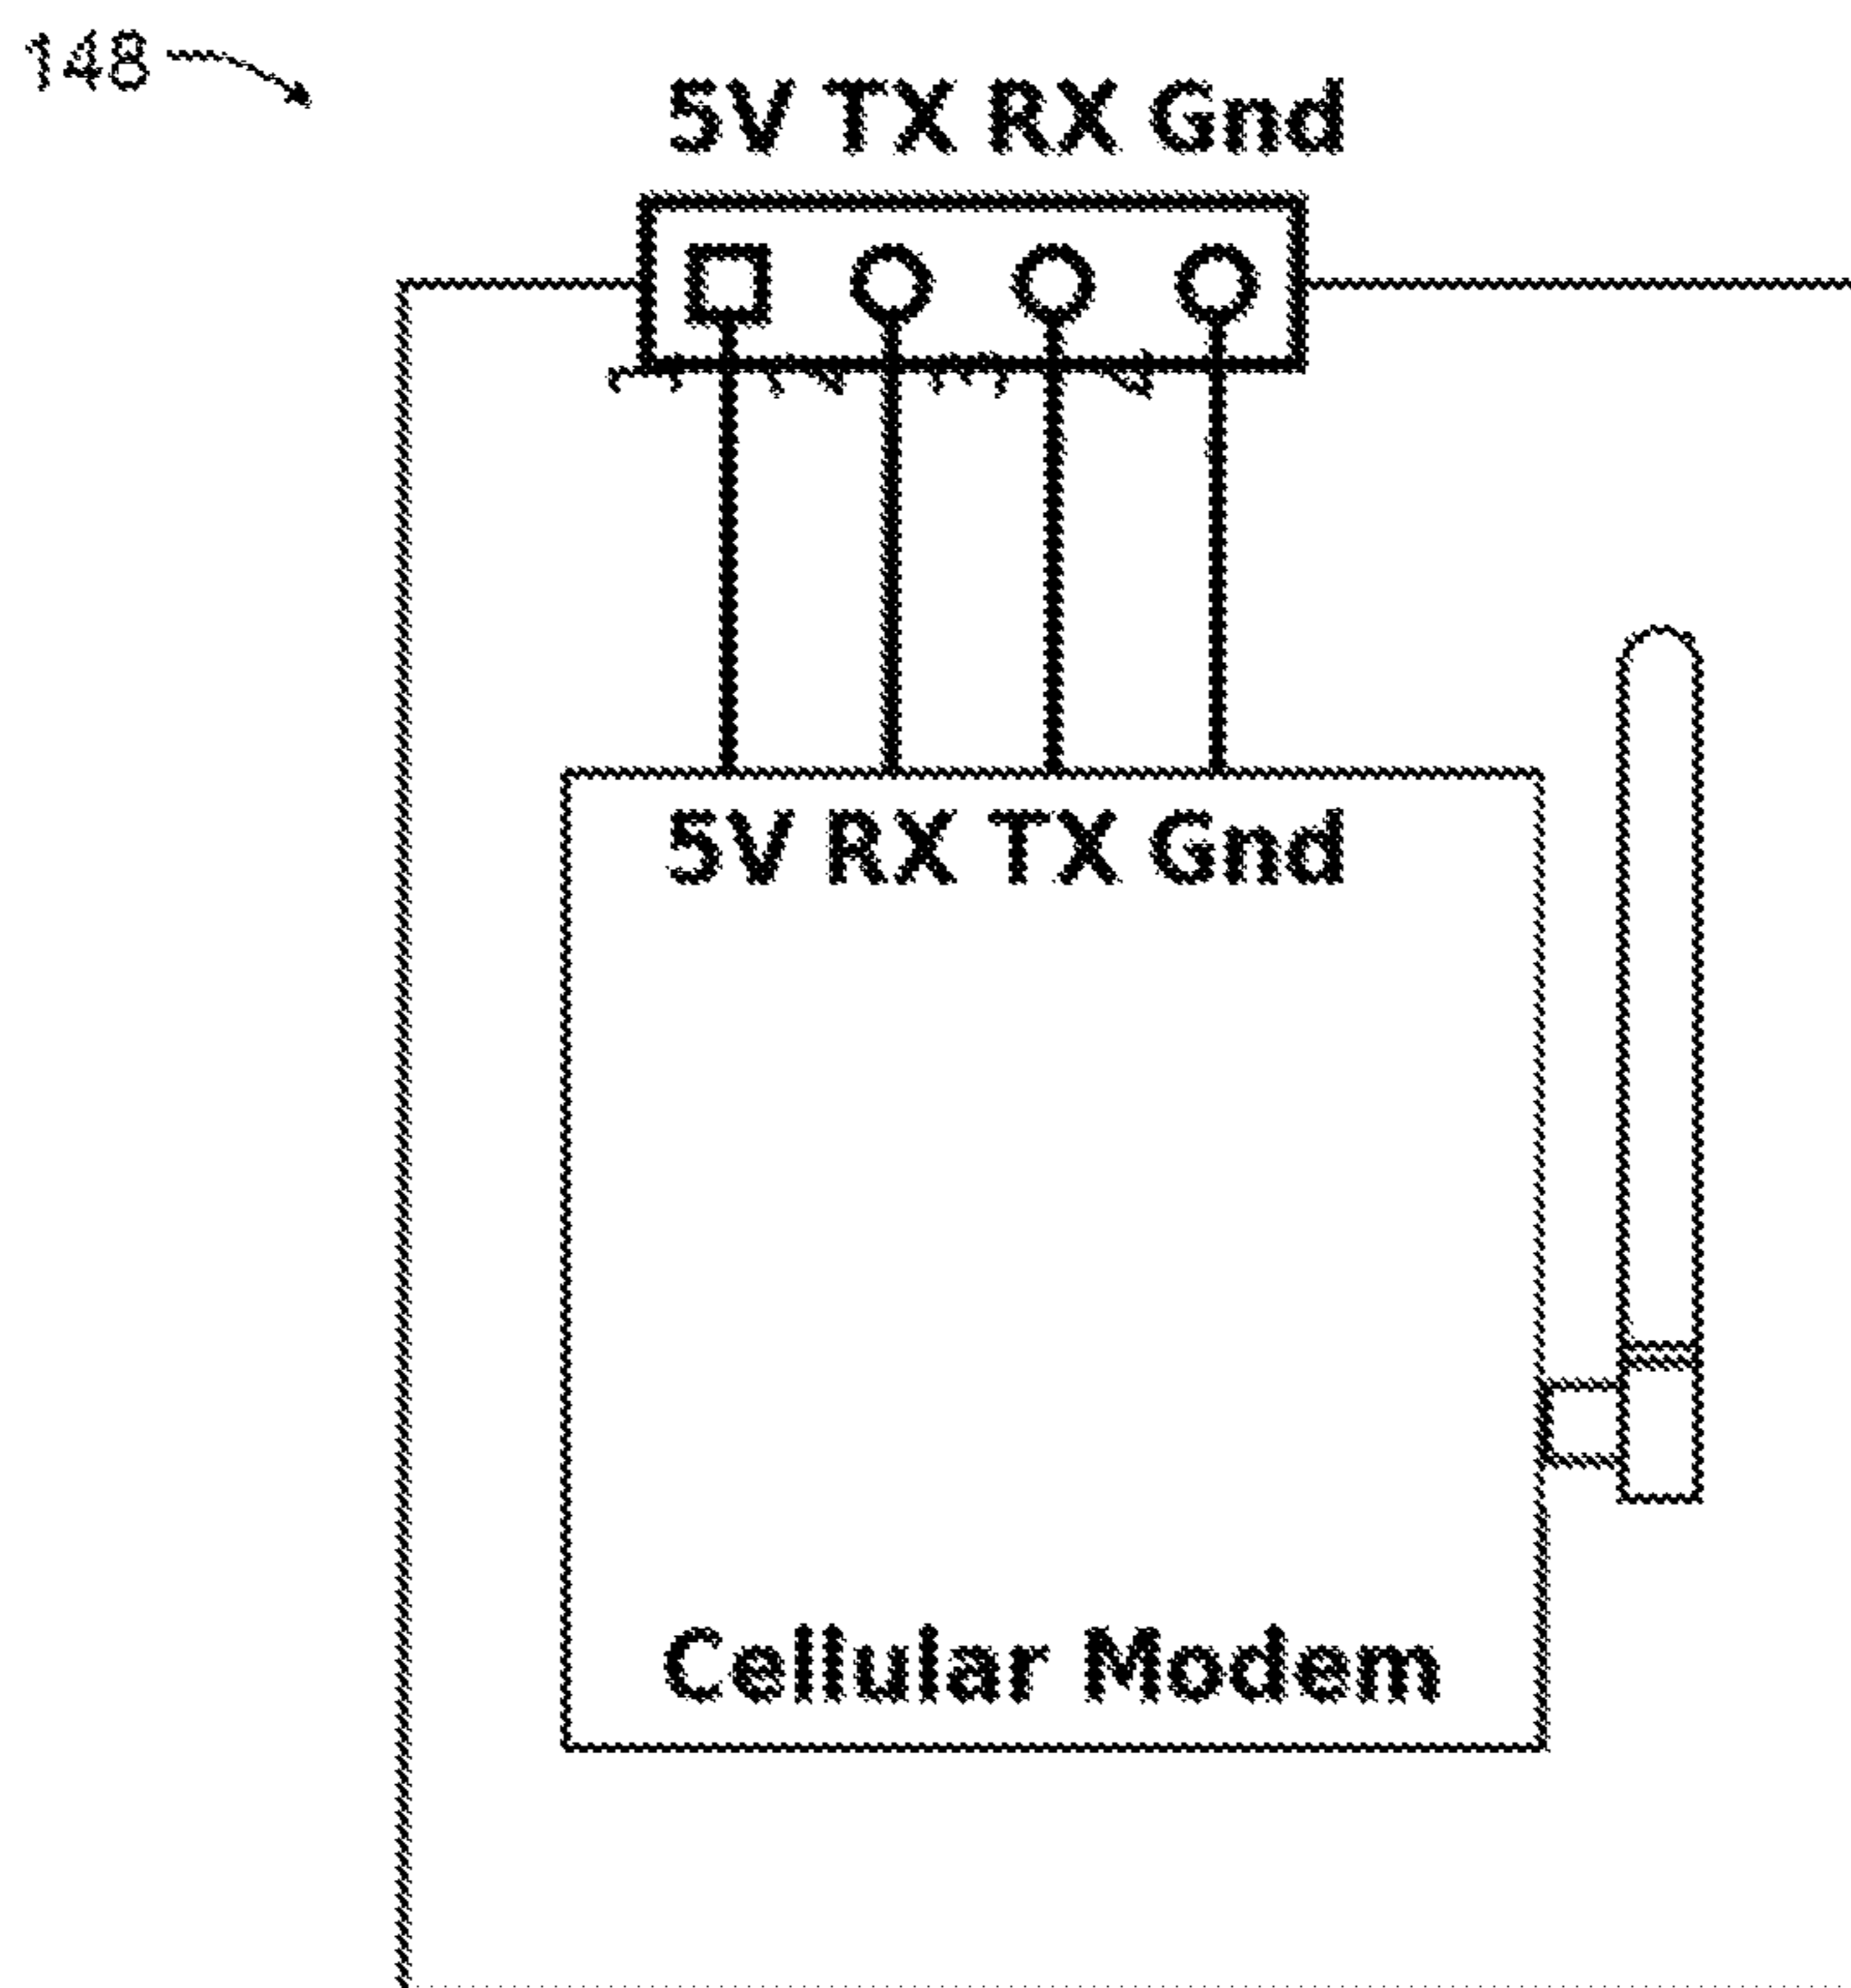 148
5V TX RX Gnd
5V RX TX Gnd
Cellular Modem